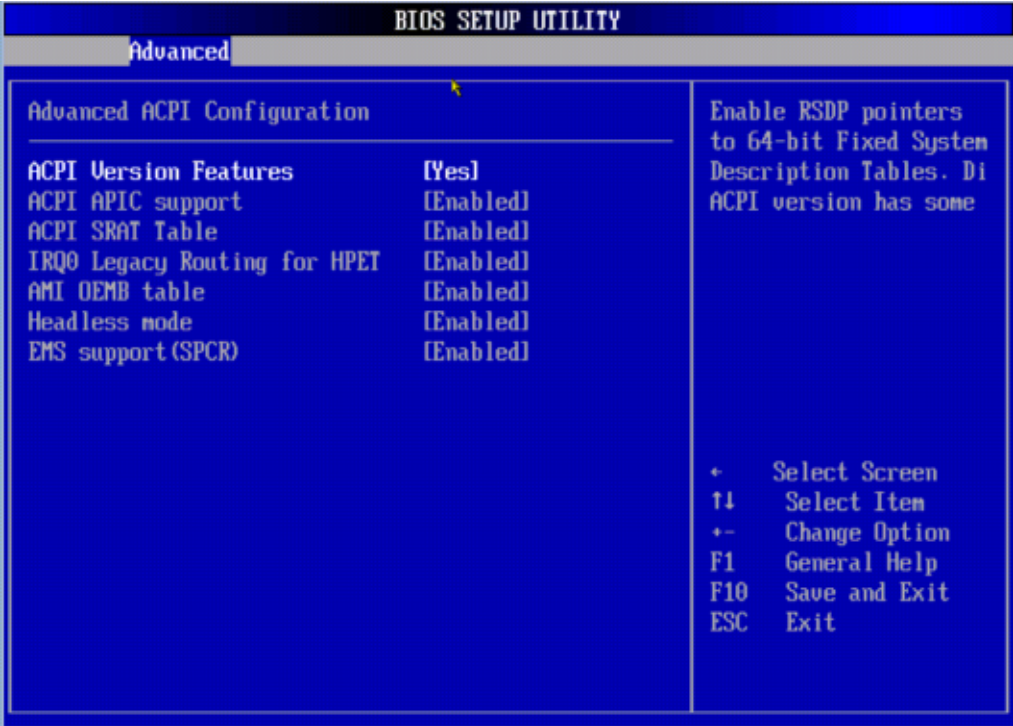 BIOS SETUP UTILITY
Advanced
Advanced ACPI Configuration
ACPI Version Features [Yes]
ACPI APIC support [Enabled]
ACPI SRAT Table [Enabled]
IRQ0 Legacy Routing for HPET [Enabled]
AMI OEMB table [Enabled]
Headless mode [Enabled]
EMS support(SPCR) [Enabled]
Enable RSDP pointers
to 64-bit Fixed System
Description Tables. Di
ACPI version has some
← Select Screen
↑↓ Select Item
+- Change Option
F1 General Help
F10 Save and Exit
ESC Exit